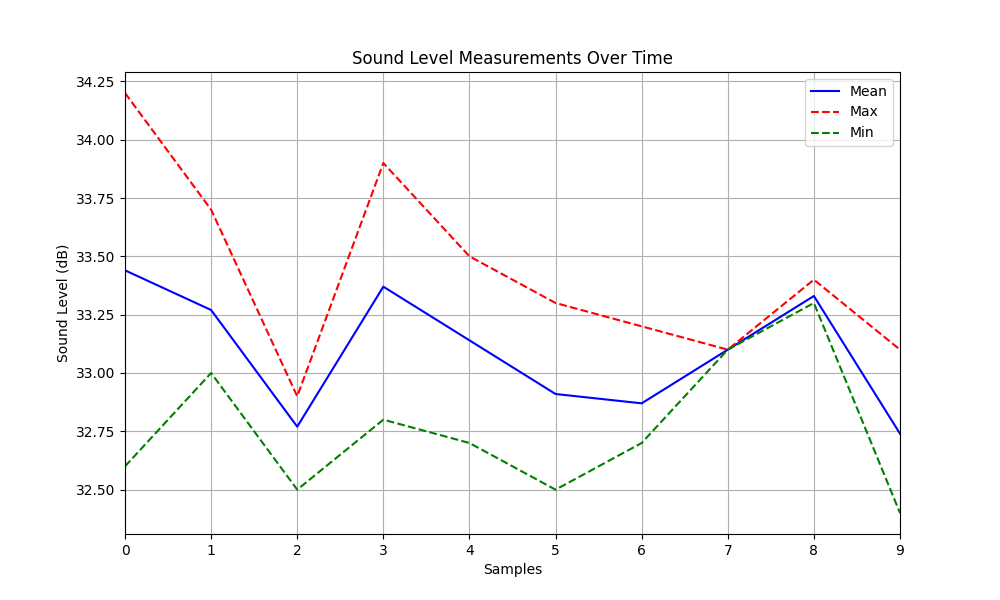 Sound Level Measurements Over Time
Sound Level (dB)
34.25
34.00
33.75
33.50
33.25
33.00
32.75
32.50
Mean
Max
Min
0 1 2 3 4 5 6 7 8 9
Samples